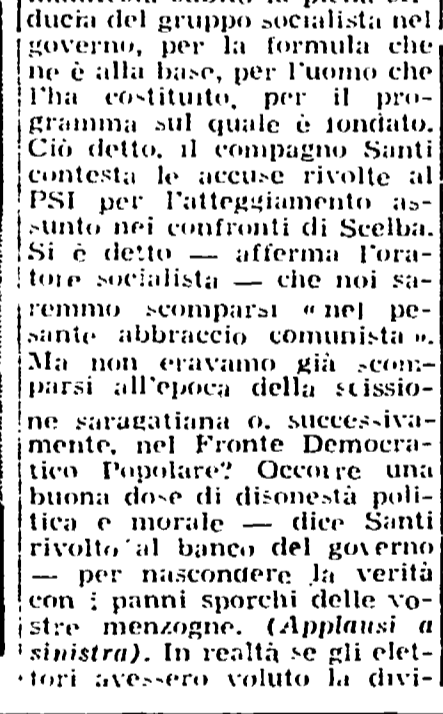 ducia del gruppo socialista nel
governo, per la formula che
ne è alla base, per l'uomo che
l'ha costituito, per il pro-
gramma sul quale è fondato.
Ciò detto, il compagno Santi
contesta le accuse rivolte al
PSI per l'atteggiamento as-
sunto nei confronti di Scelba.
Si è detto — afferma l'ora-
tore socialista — che noi sa-
remmo scomparsi « nel pe-
sante abbraccio comunista ».
Ma non eravamo già scom-
parsi all'epoca della scissio-
ne saragatiana o, successiva-
mente, nel Fronte Democra-
tico Popolare? Occorre una
buona dose di disonestà poli-
tica e morale — dice Santi
rivolto al banco del governo
— per nascondere la verità
con i panni sporchi delle vo-
stre menzogne. (Applausi a
sinistra). In realtà se gli elet-
tori avessero voluto la divi-